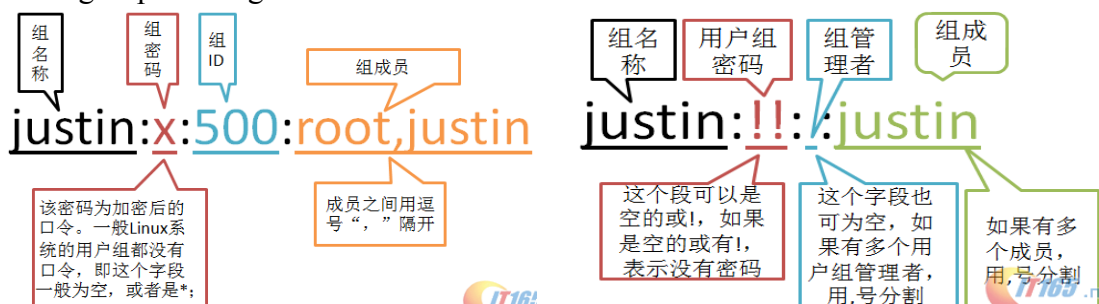 组名称
组密码
组ID
组成员
justin:x:500:root,justin
该密码为加密后的
口令。一般Linux系
统的用户组都没有
口令，即这个字段
一般为空，或者是*；
成员之间用逗
号“，”隔开
IT165
组名
称
用户组
密码
组管
理者
组成
员
justin:!!: :justin
这个段可以是
空的或!，如果
是空的或有!，
表示没有密码
这个字段也
可为空，如
果有多个用
户组管理者，
用,号分割
如果有多
个成员，
用,号分割
IT165.n